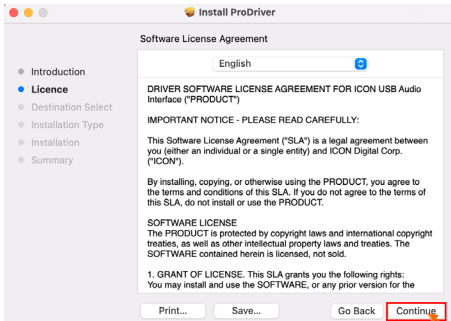 Install ProDriver
Software License Agreement
English
Introduction
Licence
Destination Select
Installation Type
Installation
Summary
DRIVER SOFTWARE LICENSE AGREEMENT FOR ICON USB Audio
Interface ("PRODUCT")
IMPORTANT NOTICE - PLEASE READ CAREFULLY:
This Software License Agreement ("SLA") is a legal agreement between
you (either an individual or a single entity) and ICON Digital Corp.
("ICON").
By installing, copying, or otherwise using the PRODUCT, you agree to
the terms and conditions of this SLA. If you do not agree to the terms of
this SLA, do not install or use the PRODUCT.
SOFTWARE LICENSE
The PRODUCT is protected by copyright laws and international copyright
treaties, as well as other intellectual property laws and treaties. The
SOFTWARE contained herein is licensed, not sold.
1. GRANT OF LICENSE. This SLA grants you the following rights:
You may install and use the SOFTWARE, or any prior version for the
Print... Save... Go Back Continue